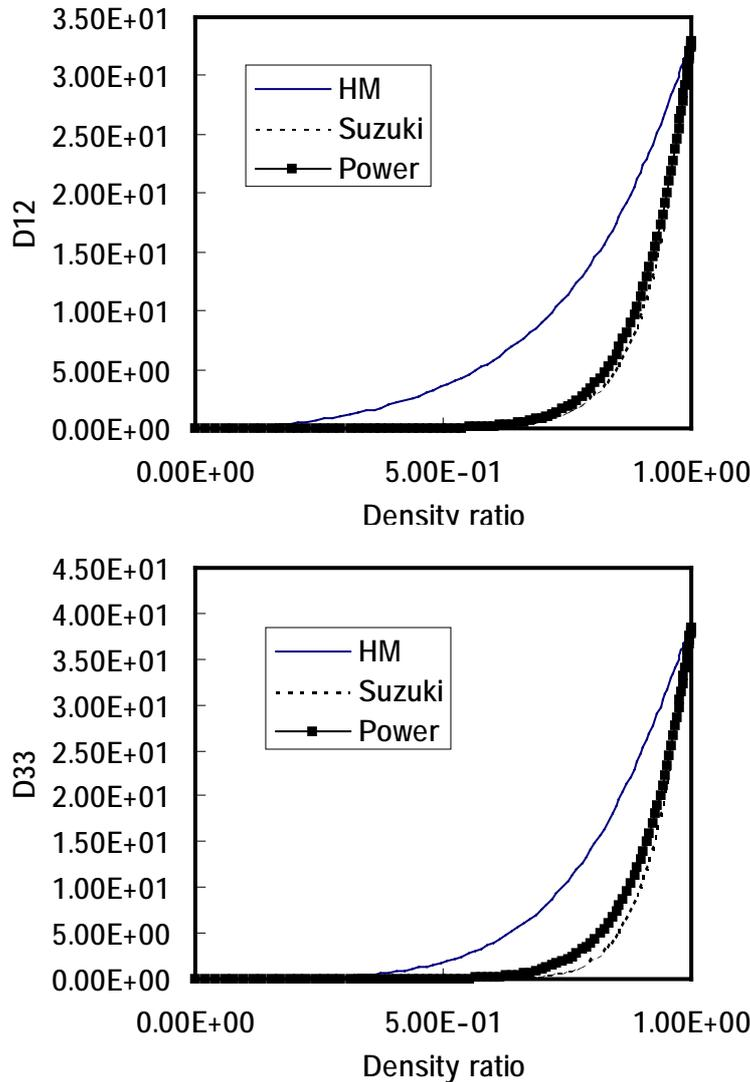 3.50E+01
3.00E+01
2.50E+01
2.00E+01
1.50E+01
1.00E+01
5.00E+00
0.00E+00
D12
HM
Suzuki
Power
0.00E+00 5.00E-01 1.00E+00
Density ratio
4.50E+01
4.00E+01
3.50E+01
3.00E+01
2.50E+01
2.00E+01
1.50E+01
1.00E+01
5.00E+00
0.00E+00
D33
HM
Suzuki
Power
0.00E+00 5.00E-01 1.00E+00
Density ratio